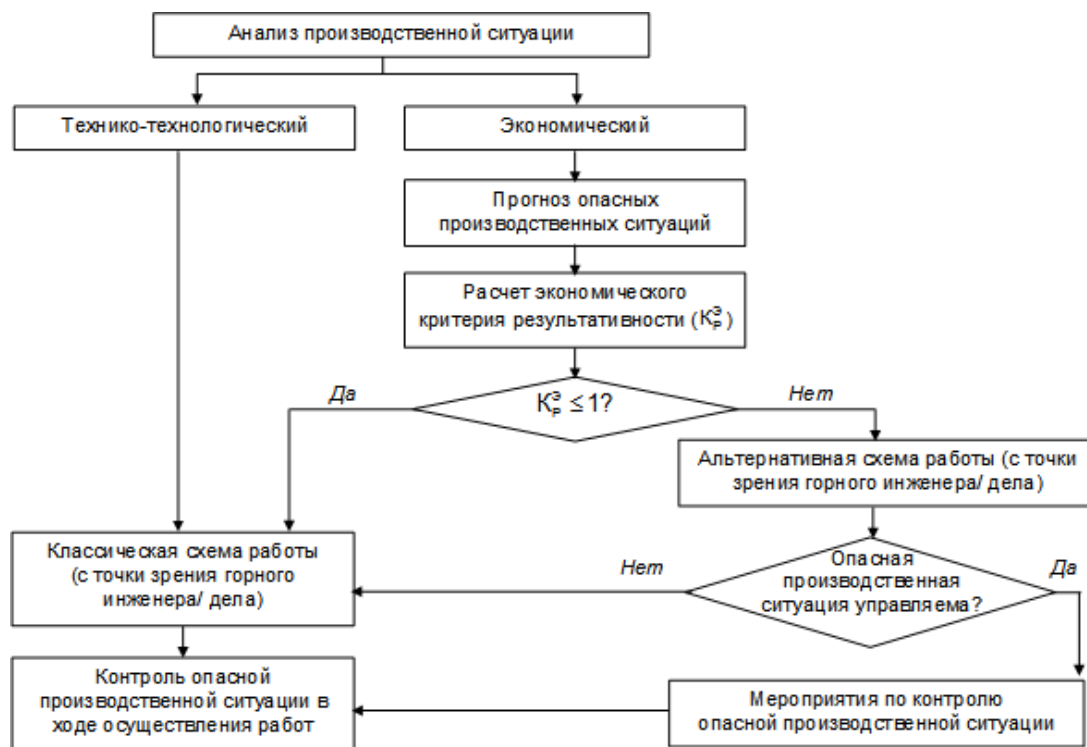 Анализ производственной ситуации
Технико-технологический
Экономический
Прогноз опасных
производственных ситуаций
Расчет экономического
критерия результативности (Kᵖᭉ)
Да
Kᵖᭉ ≤ 1?
Нет
Альтернативная схема работы (с точки
зрения горного инженера/ дела)
Классическая схема работы
(с точки зрения горного
инженера/ дела)
Нет
Опасная
производственная
ситуация управляема?
Да
Контроль опасной
производственной ситуации в
ходе осуществления работ
Мероприятия по контролю
опасной производственной ситуации